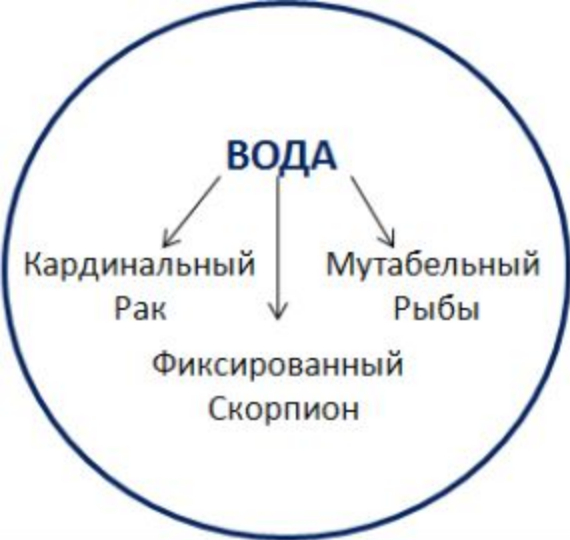 ВОДА
Кардинальный
Рак
Мутабельный
Рыбы
Фиксированный
Скорпион